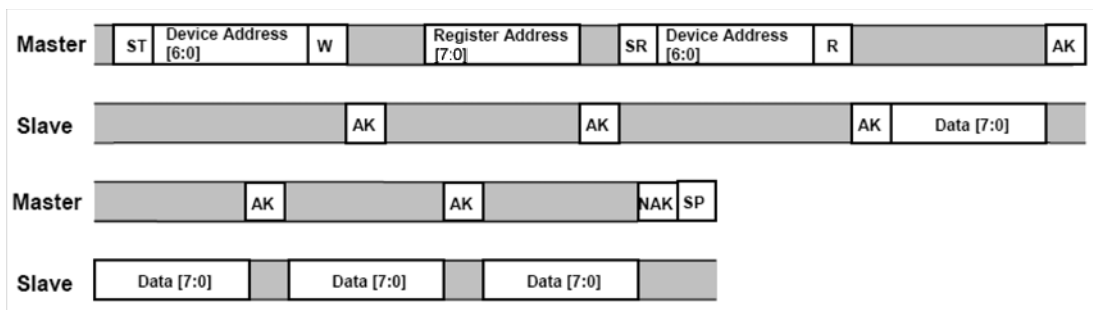 Master ST Device Address [6:0] W Register Address [7:0] SR Device Address [6:0] R AK
Slave AK AK AK Data [7:0]
Master AK AK NAK SP
Slave Data [7:0] Data [7:0] Data [7:0]